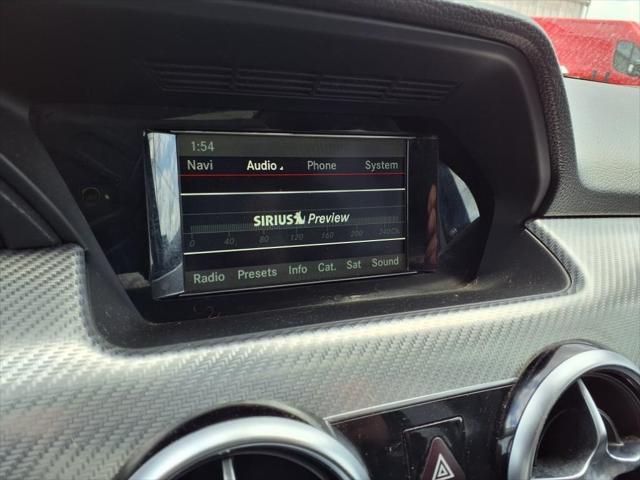 1:54
Navi Audio Phone System
SIRIUS Preview
0 40 80 120 160 200 240Ch
Radio Presets Info Cat. Sat Sound